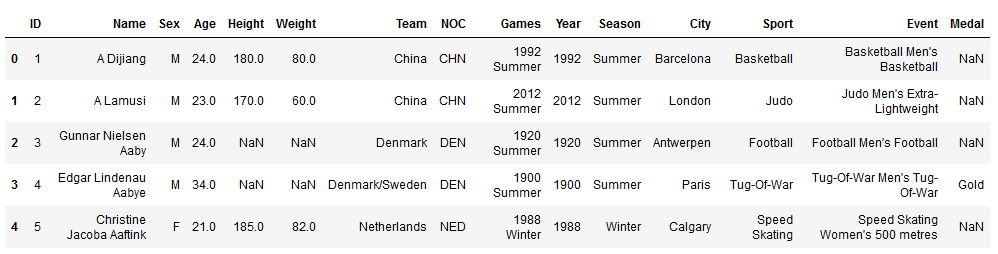 ID Name Sex Age Height Weight Team NOC Games Year Season City Sport Event Medal
0 1 A Dijiang M 24.0 180.0 80.0 China CHN 1992 Summer 1992 Summer Barcelona Basketball Basketball Men's Basketball NaN
1 2 A Lamusi M 23.0 170.0 60.0 China CHN 2012 Summer 2012 Summer London Judo Judo Men's Extra-Lightweight NaN
2 3 Gunnar Nielsen Aaby M 24.0 NaN NaN Denmark DEN 1920 Summer 1920 Summer Antwerpen Football Football Men's Football NaN
3 4 Edgar Lindenau Aabye M 34.0 NaN NaN Denmark/Sweden DEN 1900 Summer 1900 Summer Paris Tug-Of-War Tug-Of-War Men's Tug-Of-War Gold
4 5 Christine Jacoba Aaftink F 21.0 185.0 82.0 Netherlands NED 1988 Winter 1988 Winter Calgary Speed Skating Speed Skating Women's 500 metres NaN